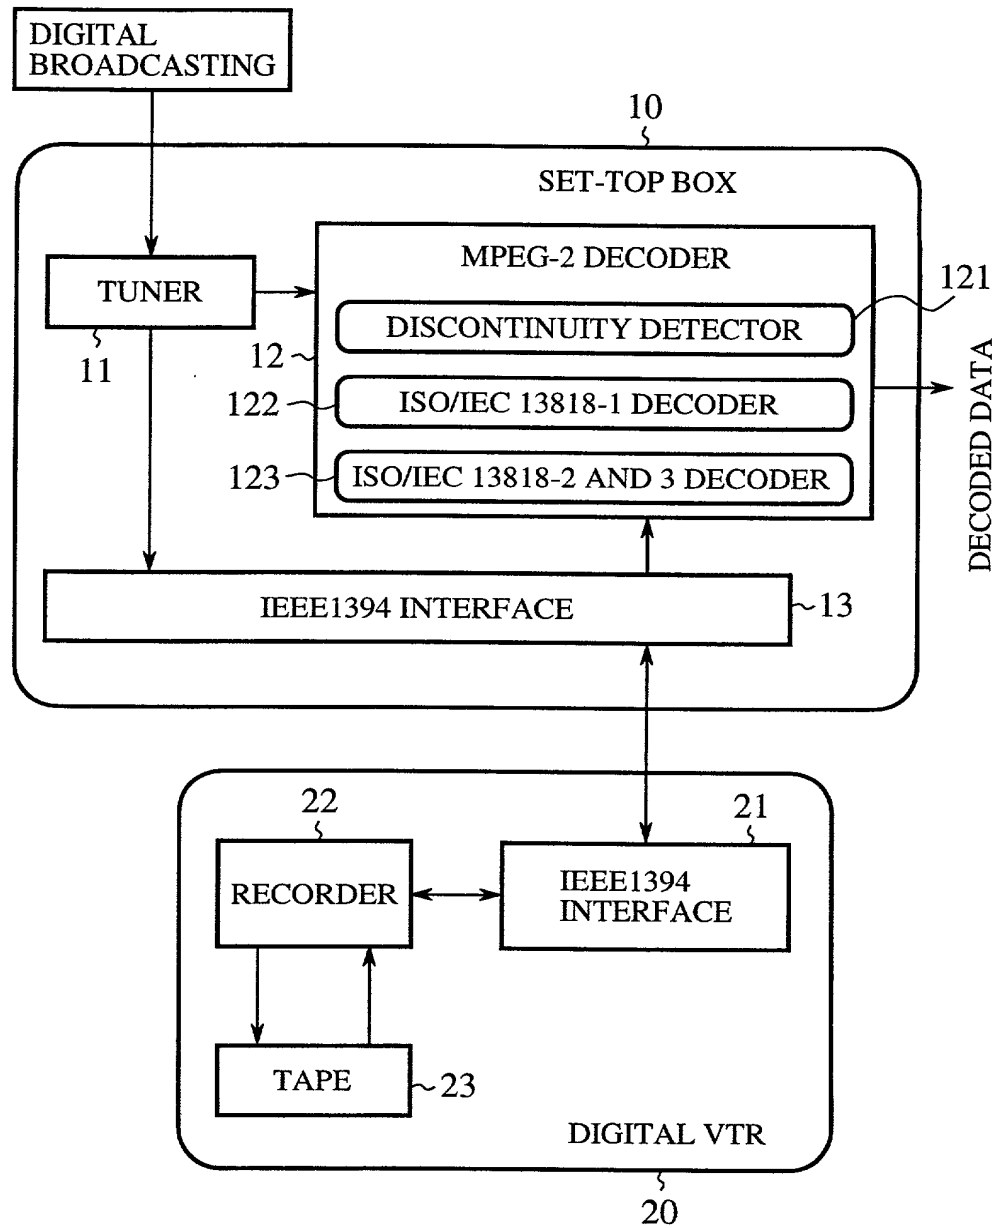 DIGITAL
BROADCASTING
10
SET-TOP BOX
MPEG-2 DECODER
121
TUNER
11
DISCONTINUITY DETECTOR
12
122
ISO/IEC 13818-1 DECODER
123
ISO/IEC 13818-2 AND 3 DECODER
DECODED DATA
IEEE1394 INTERFACE
13
22
21
RECORDER
IEEE1394
INTERFACE
TAPE
23
DIGITAL VTR
20